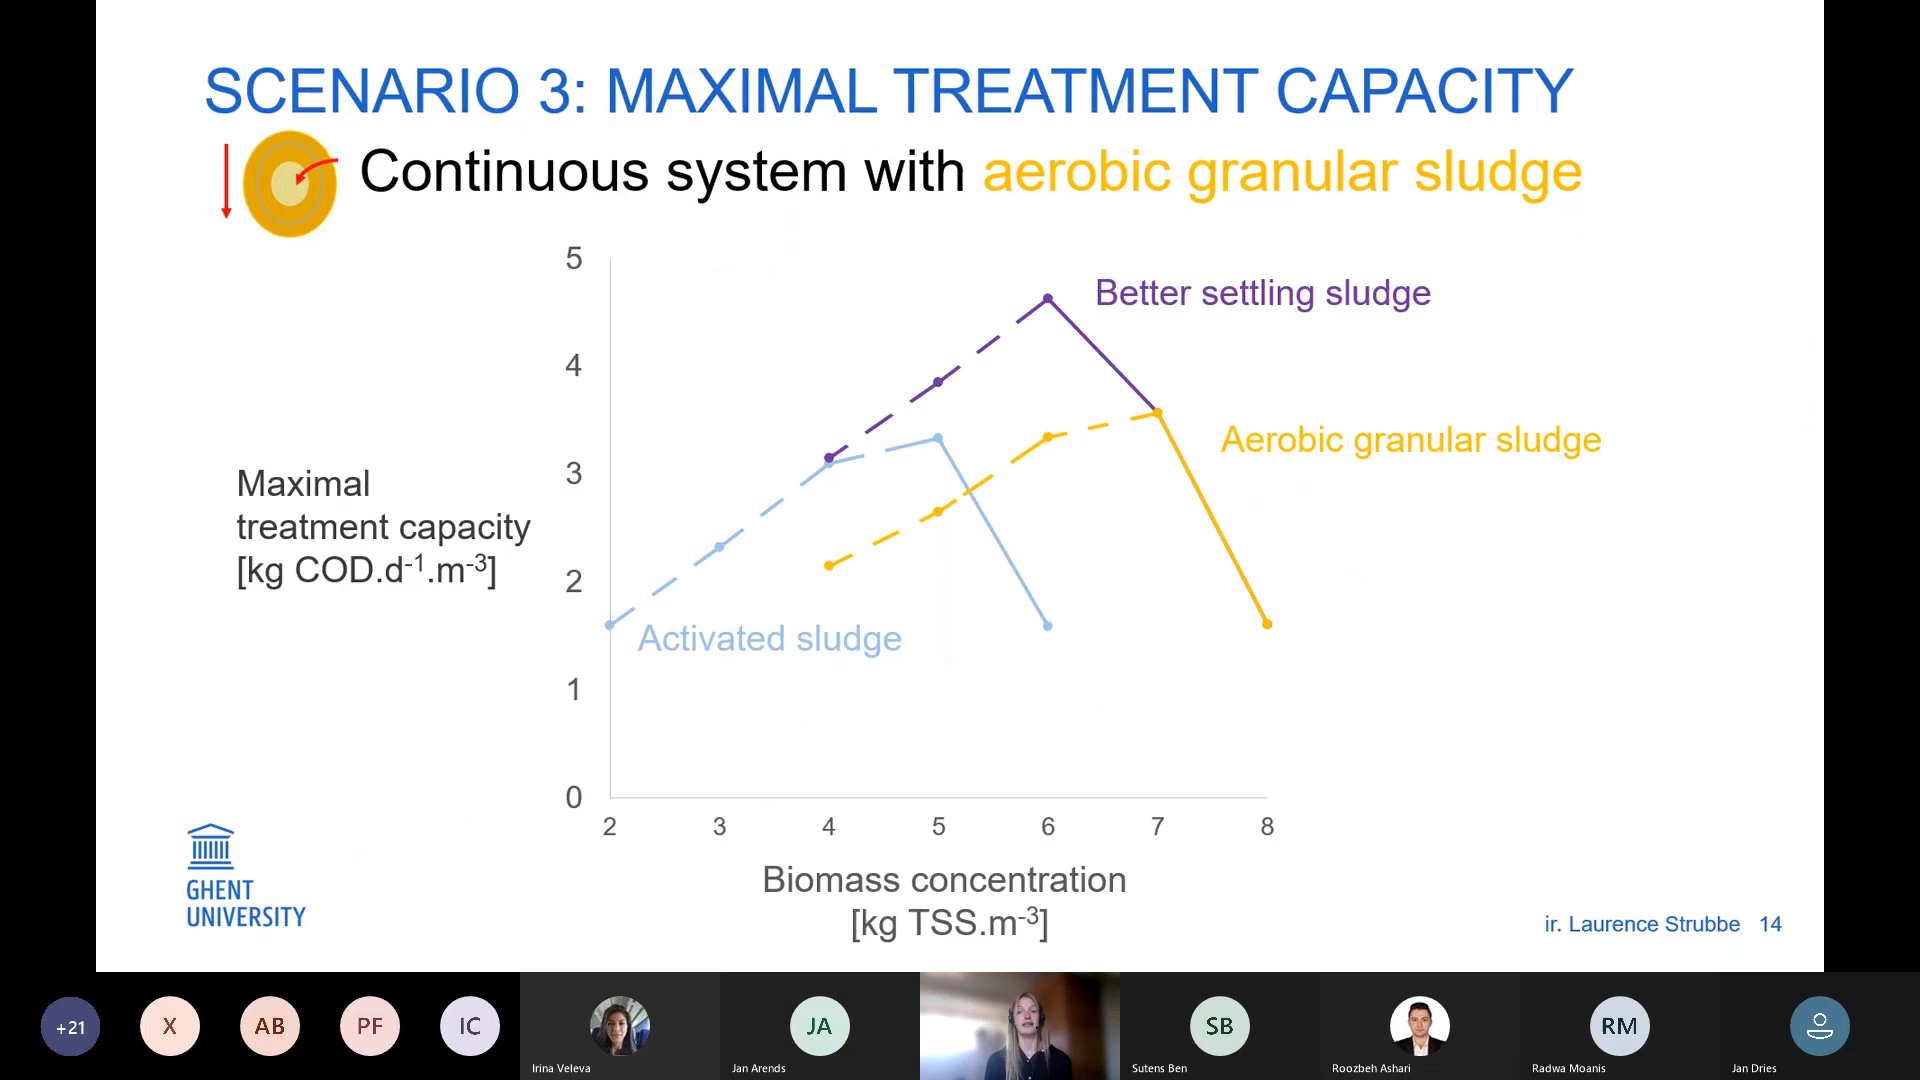 SCENARIO 3: MAXIMAL TREATMENT CAPACITY
Continuous system with aerobic granular sludge
5
4
3
2
1
0
Maximal
treatment capacity
[kg COD.d-1.m-3]
Better settling sludge
Aerobic granular sludge
Activated sludge
2 3 4 5 6 7 8
Biomass concentration
[kg TSS.m-3]
GHENT
UNIVERSITY
ir. Laurence Strubbe 14
+21 X AB PF IC JA SB RM
Irina Veleva Jan Arends Sutens Ben Roozbeh Ashari Radwa Moanis Jan Dries